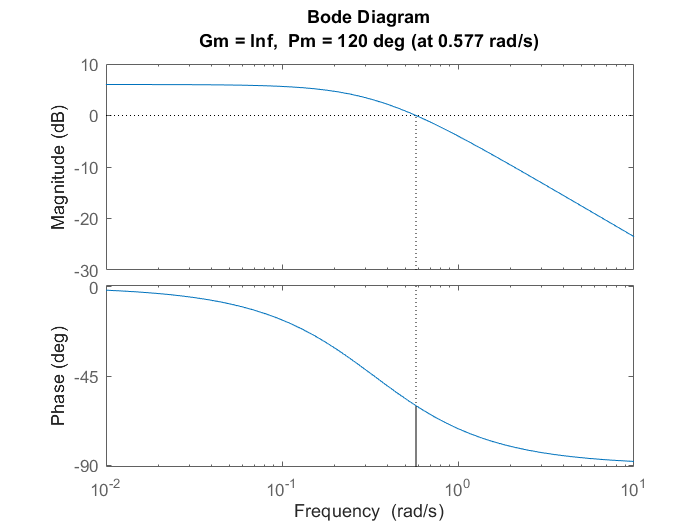 Bode Diagram
Gm = Inf,  Pm = 120 deg (at 0.577 rad/s)
10
0
-10
-20
-30
Magnitude (dB)
0
-45
-90
Phase (deg)
10^-2
10^-1
10^0
10^1
Frequency  (rad/s)